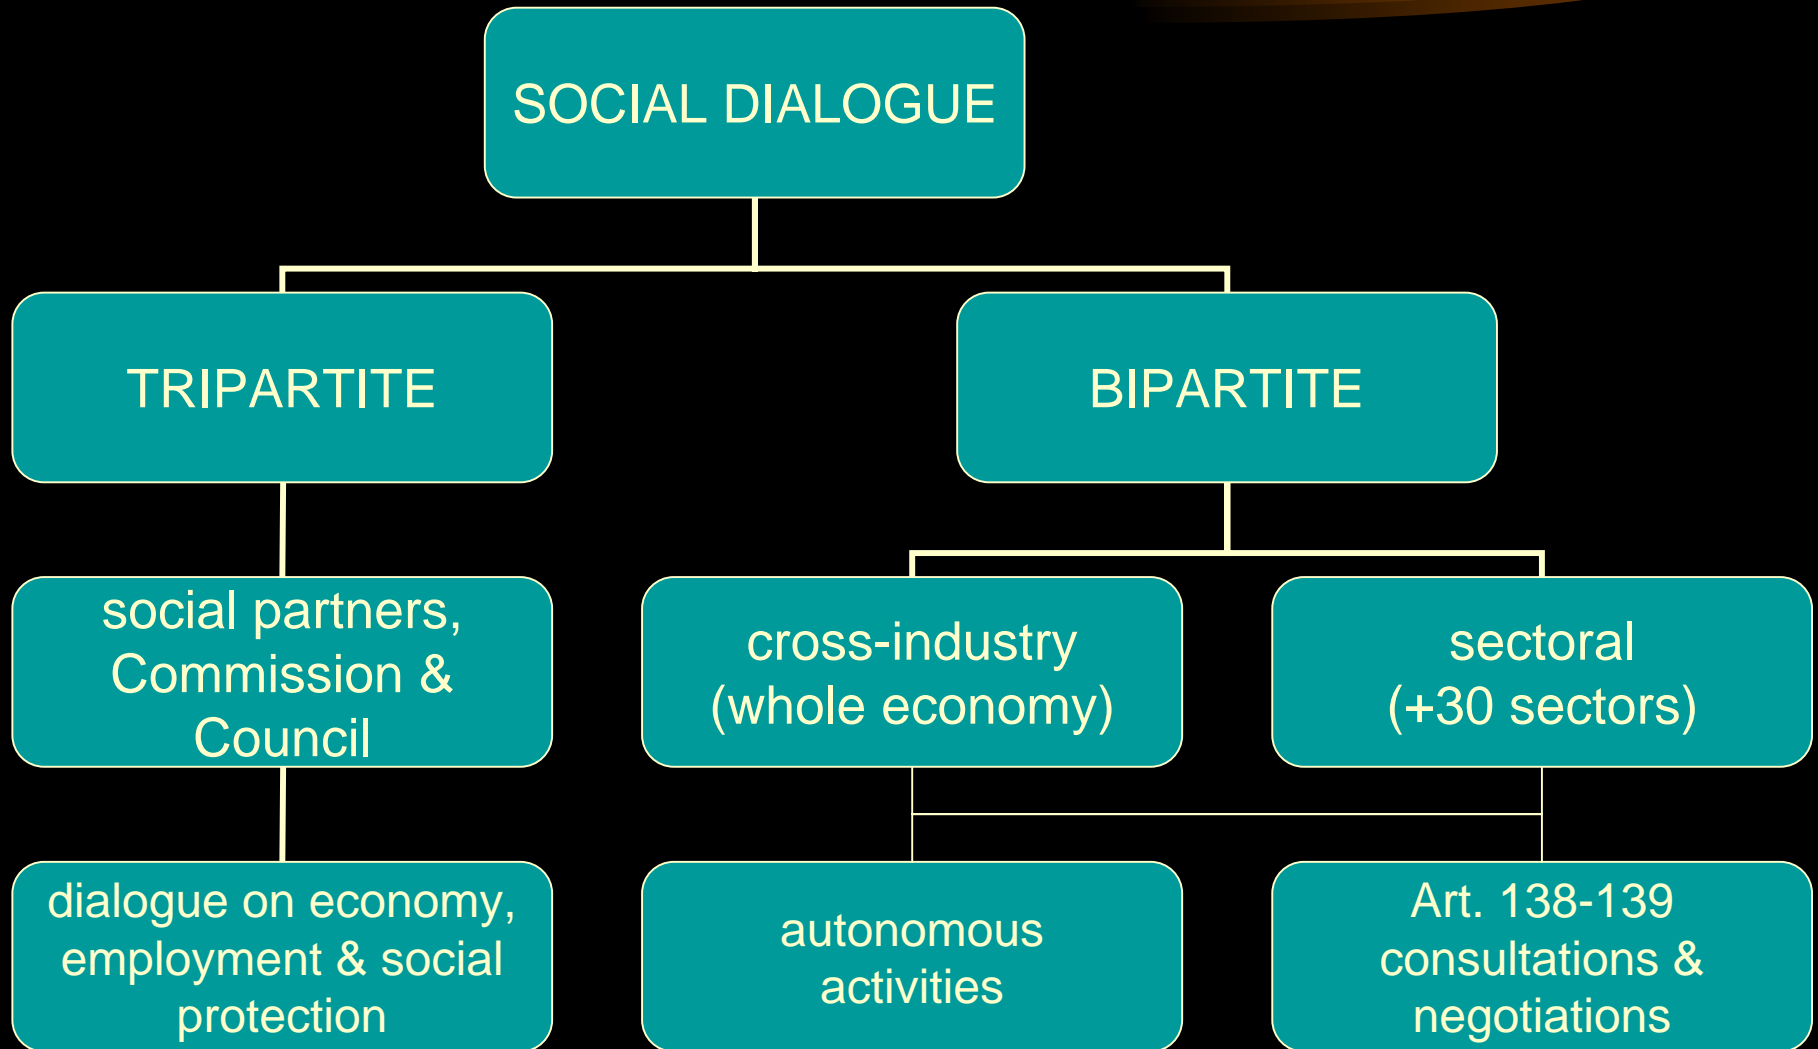 SOCIAL DIALOGUE
TRIPARTITE
BIPARTITE
social partners,
Commission &
Council
cross-industry
(whole economy)
sectoral
(+30 sectors)
dialogue on economy,
employment & social
protection
autonomous
activities
Art. 138-139
consultations &
negotiations